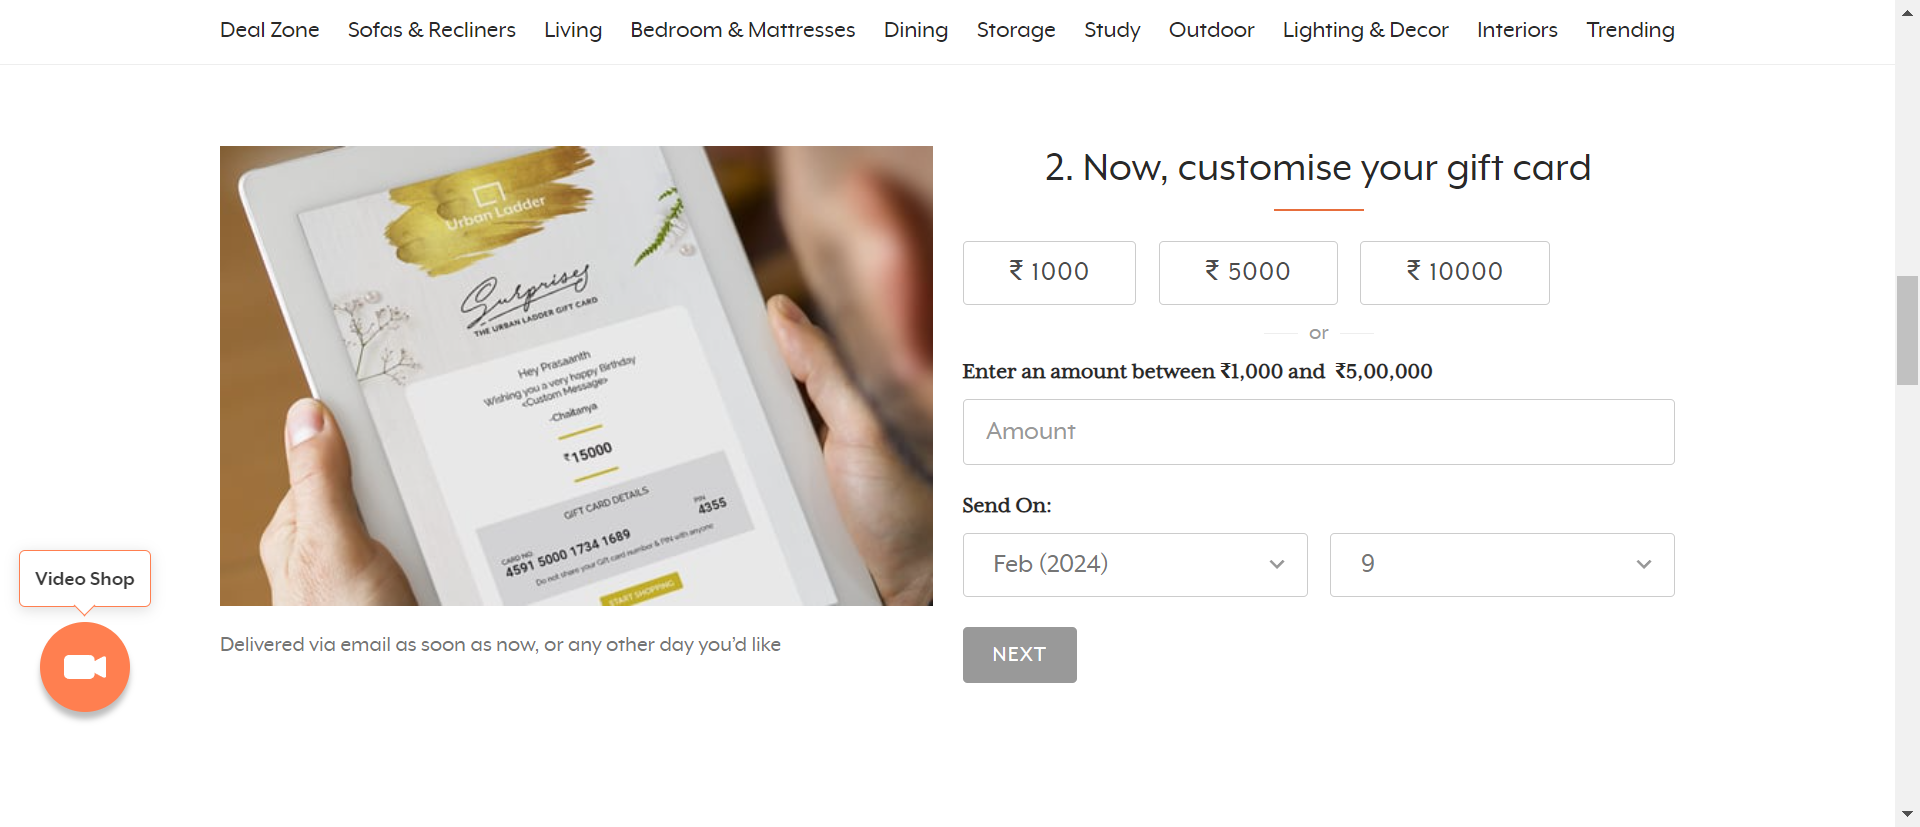 Deal Zone Sofas & Recliners Living Bedroom & Mattresses Dining Storage Study Outdoor Lighting & Decor Interiors Trending
Urban Ladder
Surprises
THE URBAN LADDER GIFT CARD
Hey Prasaanth
Wishing you a very happy Birthday
<Custom Message>
-Chaitanya
₹15000
GIFT CARD DETAILS
CARD NO
4591 5000 1734 1689
PIN
4355
Do not share your Gift card number & PIN with anyone
START SHOPPING
Delivered via email as soon as now, or any other day you’d like
2. Now, customise your gift card
₹ 1000 ₹ 5000 ₹ 10000
or
Enter an amount between ₹1,000 and ₹5,00,000
Amount
Send On:
Feb (2024) 9
NEXT
Video Shop